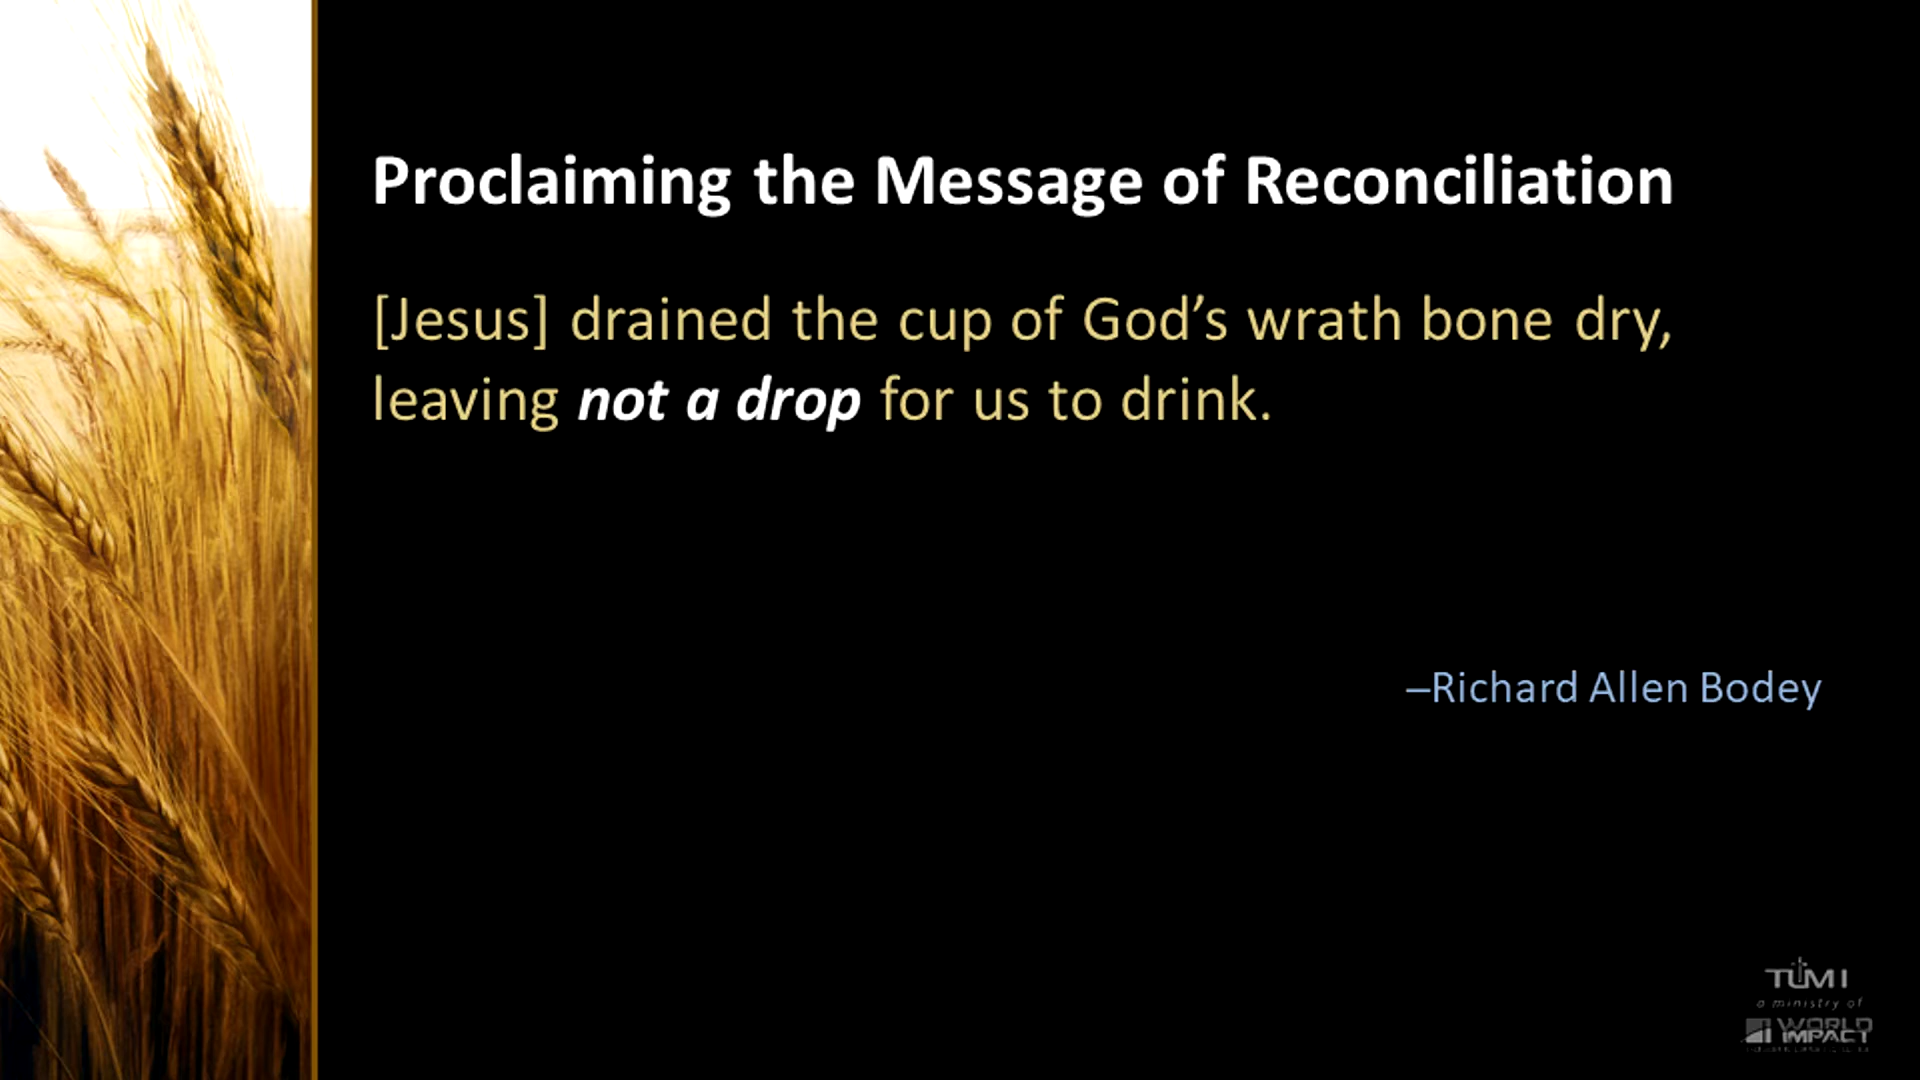 Proclaiming the Message of Reconciliation
[Jesus] drained the cup of God’s wrath bone dry,
leaving not a drop for us to drink.
–Richard Allen Bodey
TUMI
a ministry of
WORLD
IMPACT